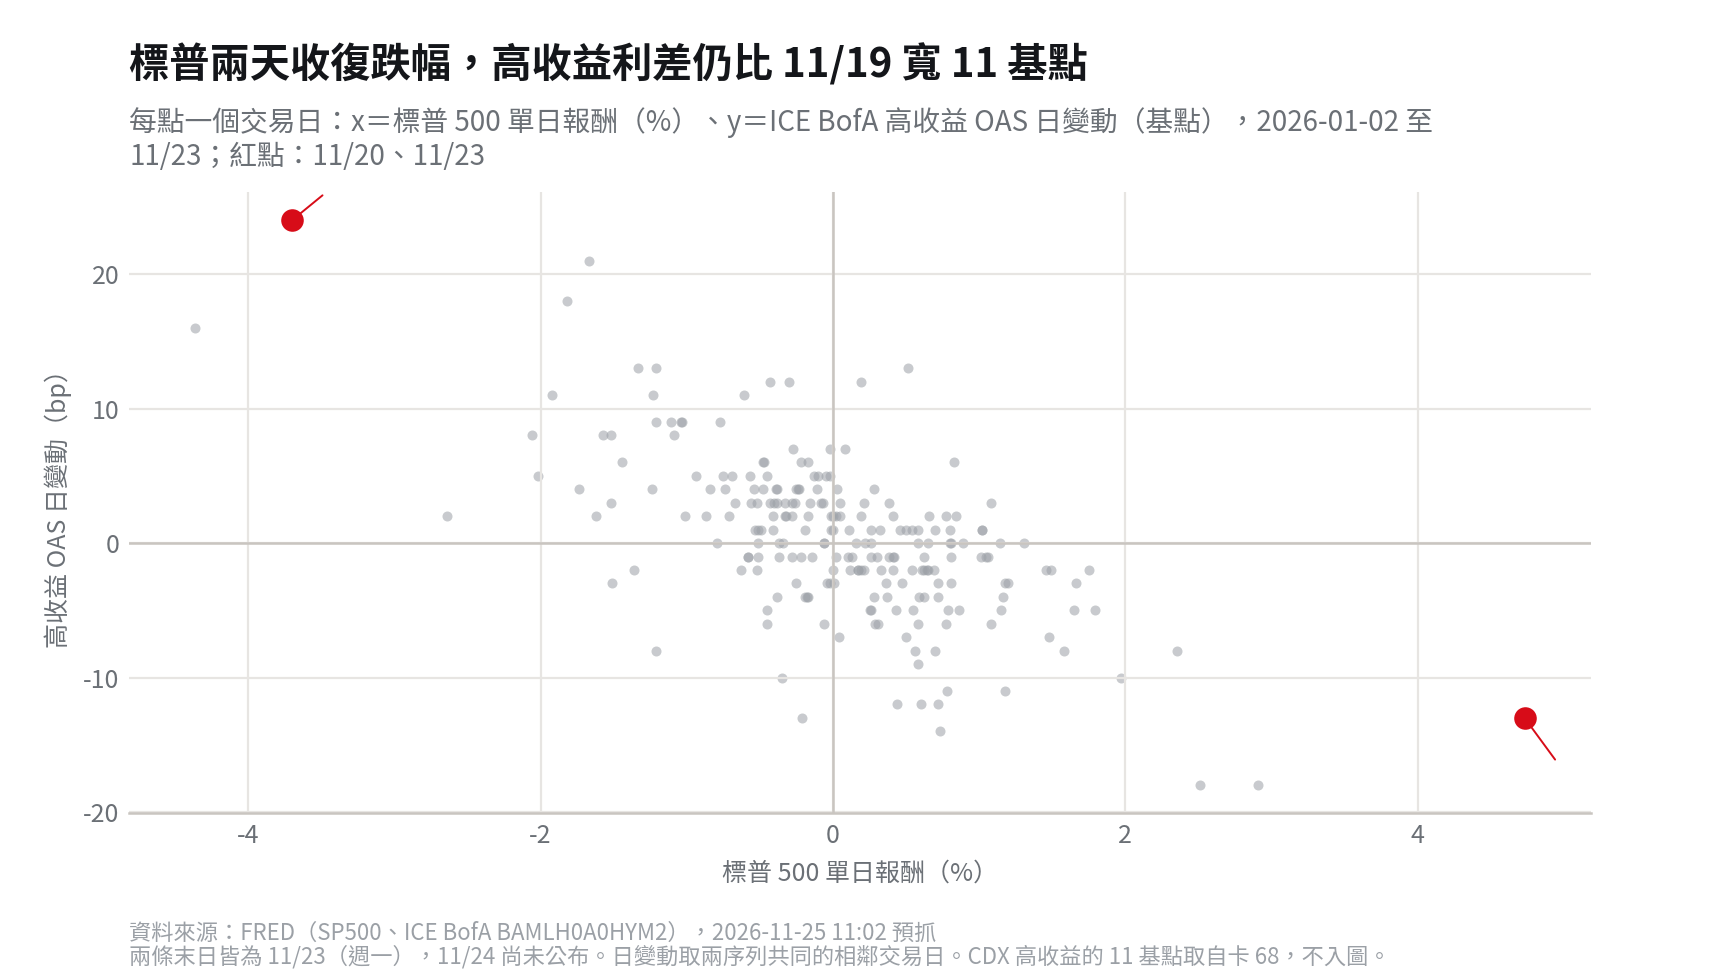 標普兩天收復跌幅，高收益利差仍比 11/19 寬 11 基點
每點一個交易日：x＝標普 500 單日報酬（%）、y＝ICE BofA 高收益 OAS 日變動（基點），2026-01-02 至
11/23；紅點：11/20、11/23
20
10
0
-10
-20
高收益 OAS 日變動（bp）
-4
-2
0
2
4
標普 500 單日報酬（%）
資料來源：FRED（SP500、ICE BofA BAMLH0A0HYM2），2026-11-25 11:02 預抓
兩條末日皆為 11/23（週一），11/24 尚未公布。日變動取兩序列共同的相鄰交易日。CDX 高收益的 11 基點取自卡 68，不入圖。